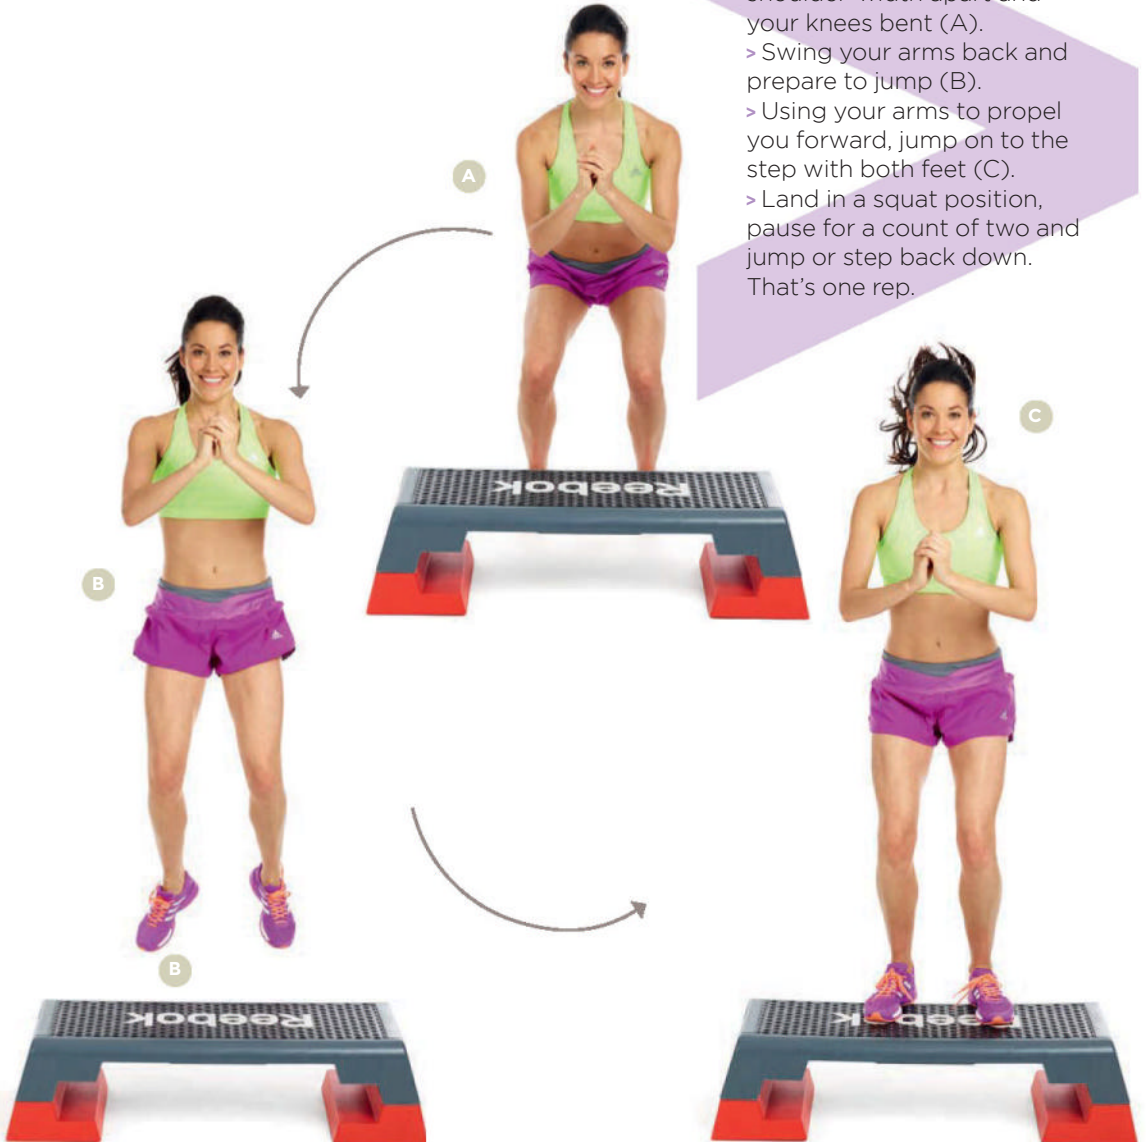 your knees bent (A).
> Swing your arms back and
prepare to jump (B).
> Using your arms to propel
you forward, jump on to the
step with both feet (C).
> Land in a squat position,
pause for a count of two and
jump or step back down.
That's one rep.
A
Reebok
B
C
B
Reebok
Reebok